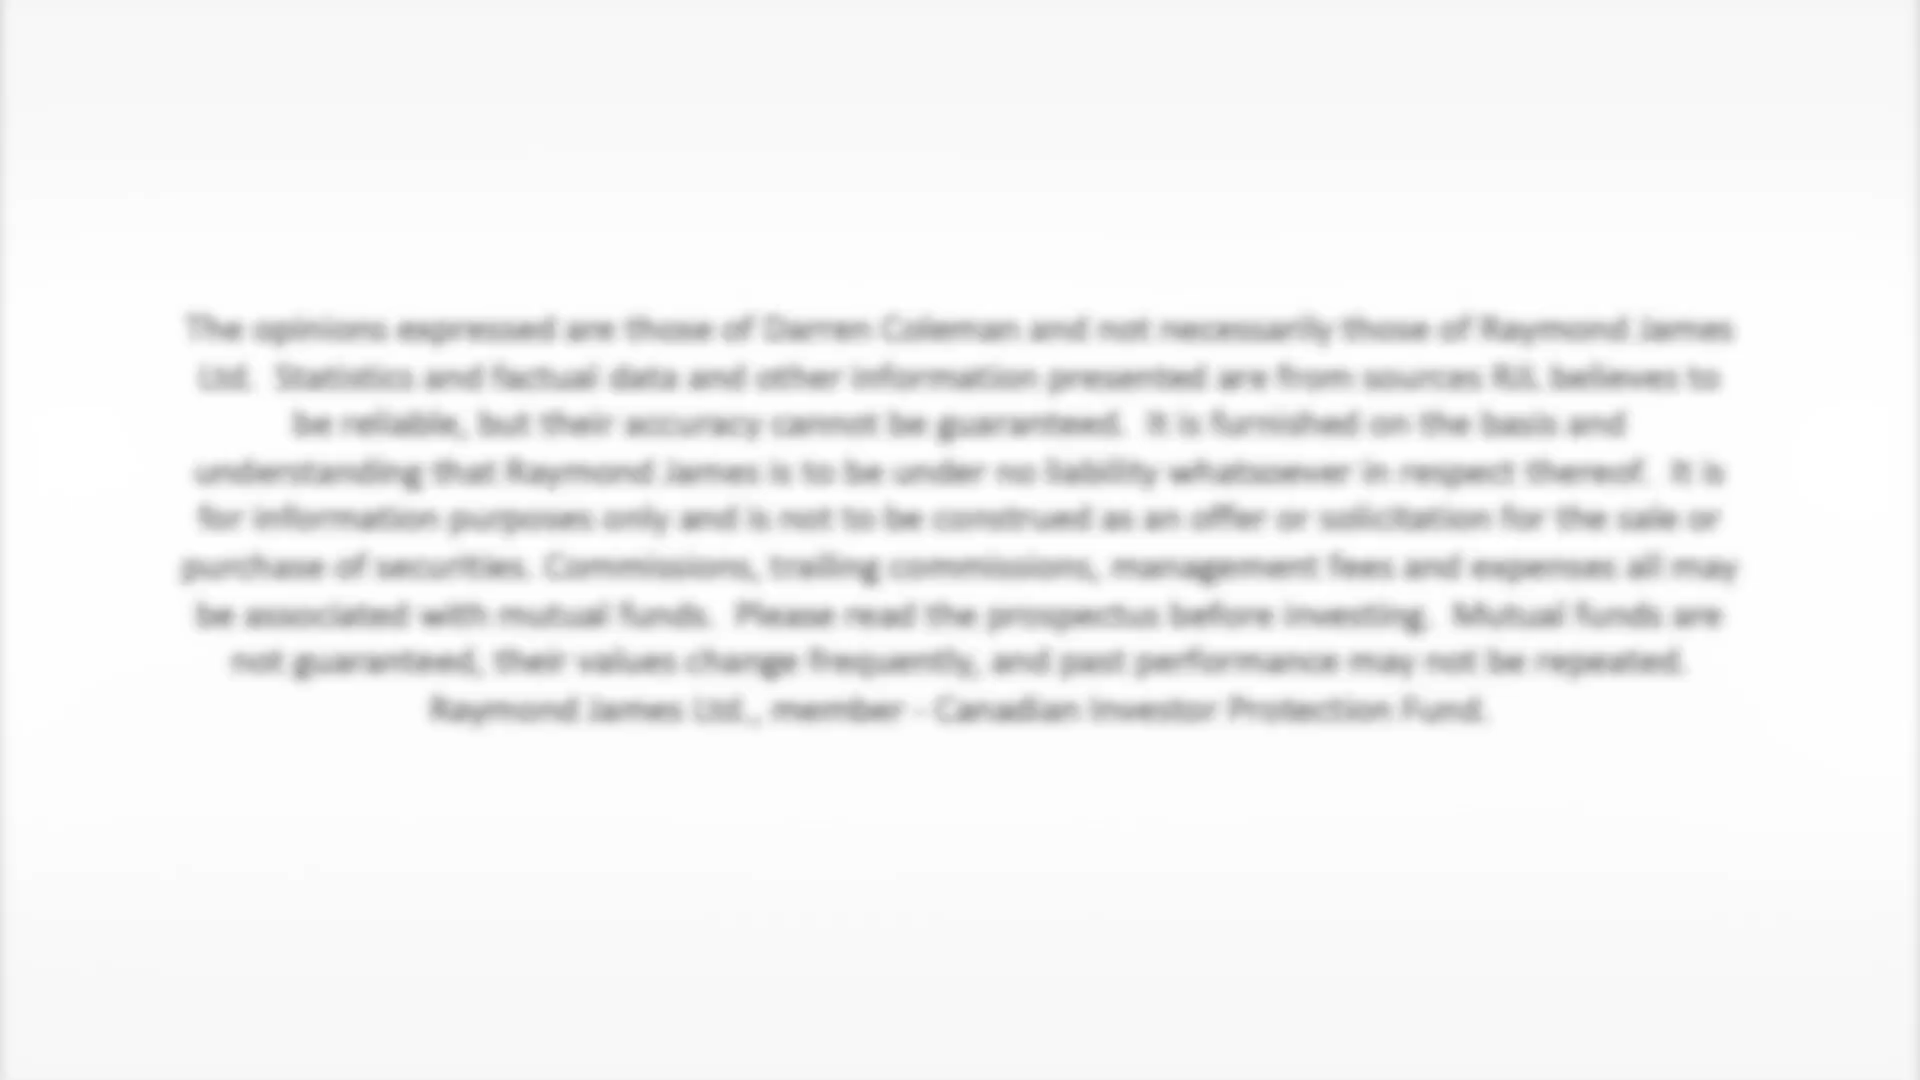 The opinions expressed are those of Darren Coleman and not necessarily those of Raymond James
Ltd.  Statistics and factual data and other information presented are from sources RJL believes to
be reliable, but their accuracy cannot be guaranteed.  It is furnished on the basis and
understanding that Raymond James is to be under no liability whatsoever in respect thereof.  It is
for information purposes only and is not to be construed as an offer or solicitation for the sale or
purchase of securities. Commissions, trailing commissions, management fees and expenses all may
be associated with mutual funds.  Please read the prospectus before investing.  Mutual funds are
not guaranteed, their values change frequently, and past performance may not be repeated.
Raymond James Ltd., member - Canadian Investor Protection Fund.